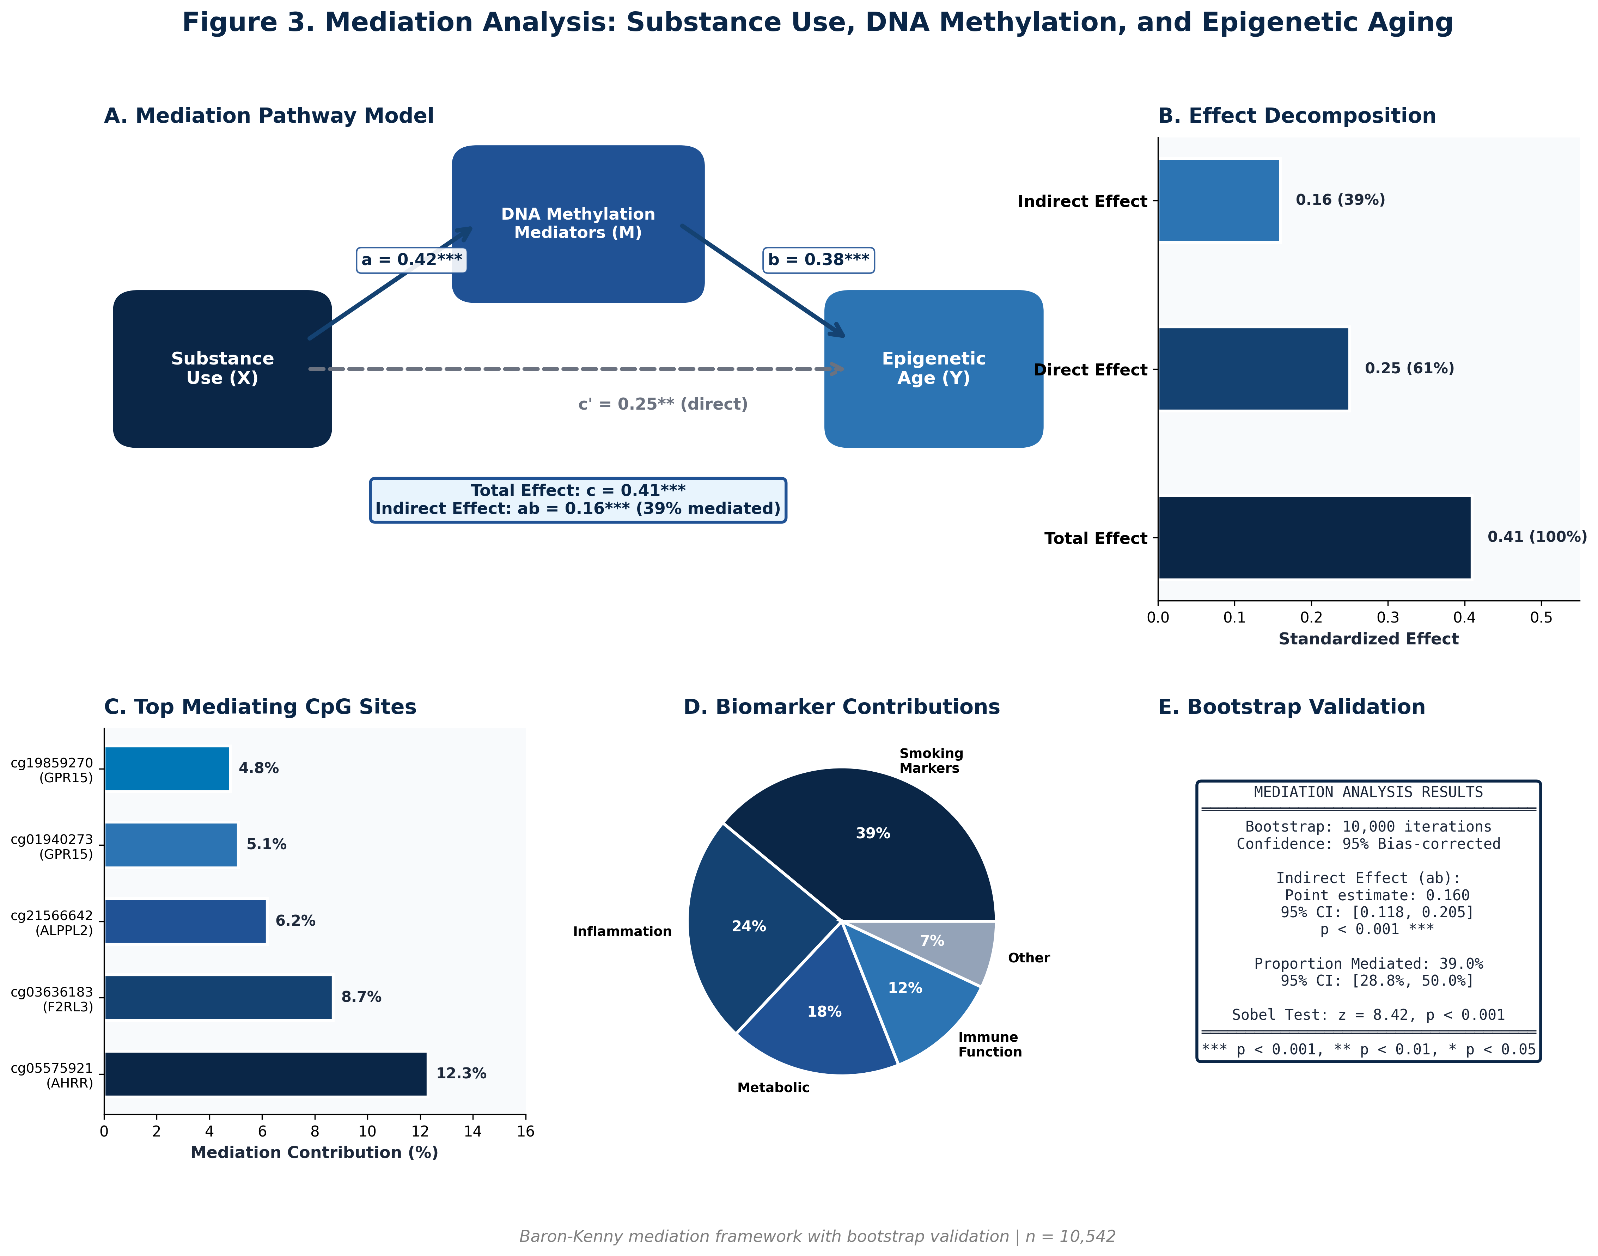 Figure 3. Mediation Analysis: Substance Use, DNA Methylation, and Epigenetic Aging
A. Mediation Pathway Model
DNA Methylation
Mediators (M)
a = 0.42***
b = 0.38***
Substance
Use (X)
Epigenetic
Age (Y)
c' = 0.25** (direct)
Total Effect: c = 0.41***
Indirect Effect: ab = 0.16*** (39% mediated)
B. Effect Decomposition
Indirect Effect
0.16 (39%)
Direct Effect
0.25 (61%)
Total Effect
0.41 (100%)
0.0 0.1 0.2 0.3 0.4 0.5
Standardized Effect
C. Top Mediating CpG Sites
cg19859270
(GPR15)
4.8%
cg01940273
(GPR15)
5.1%
cg21566642
(ALPPL2)
6.2%
cg03636183
(F2RL3)
8.7%
cg05575921
(AHRR)
12.3%
0 2 4 6 8 10 12 14 16
Mediation Contribution (%)
D. Biomarker Contributions
Smoking
Markers
39%
Inflammation
24%
Metabolic
18%
Immune
Function
12%
Other
7%
E. Bootstrap Validation
MEDIATION ANALYSIS RESULTS
Bootstrap: 10,000 iterations
Confidence: 95% Bias-corrected
Indirect Effect (ab):
Point estimate: 0.160
95% CI: [0.118, 0.205]
p < 0.001 ***
Proportion Mediated: 39.0%
95% CI: [28.8%, 50.0%]
Sobel Test: z = 8.42, p < 0.001
*** p < 0.001, ** p < 0.01, * p < 0.05
Baron-Kenny mediation framework with bootstrap validation | n = 10,542